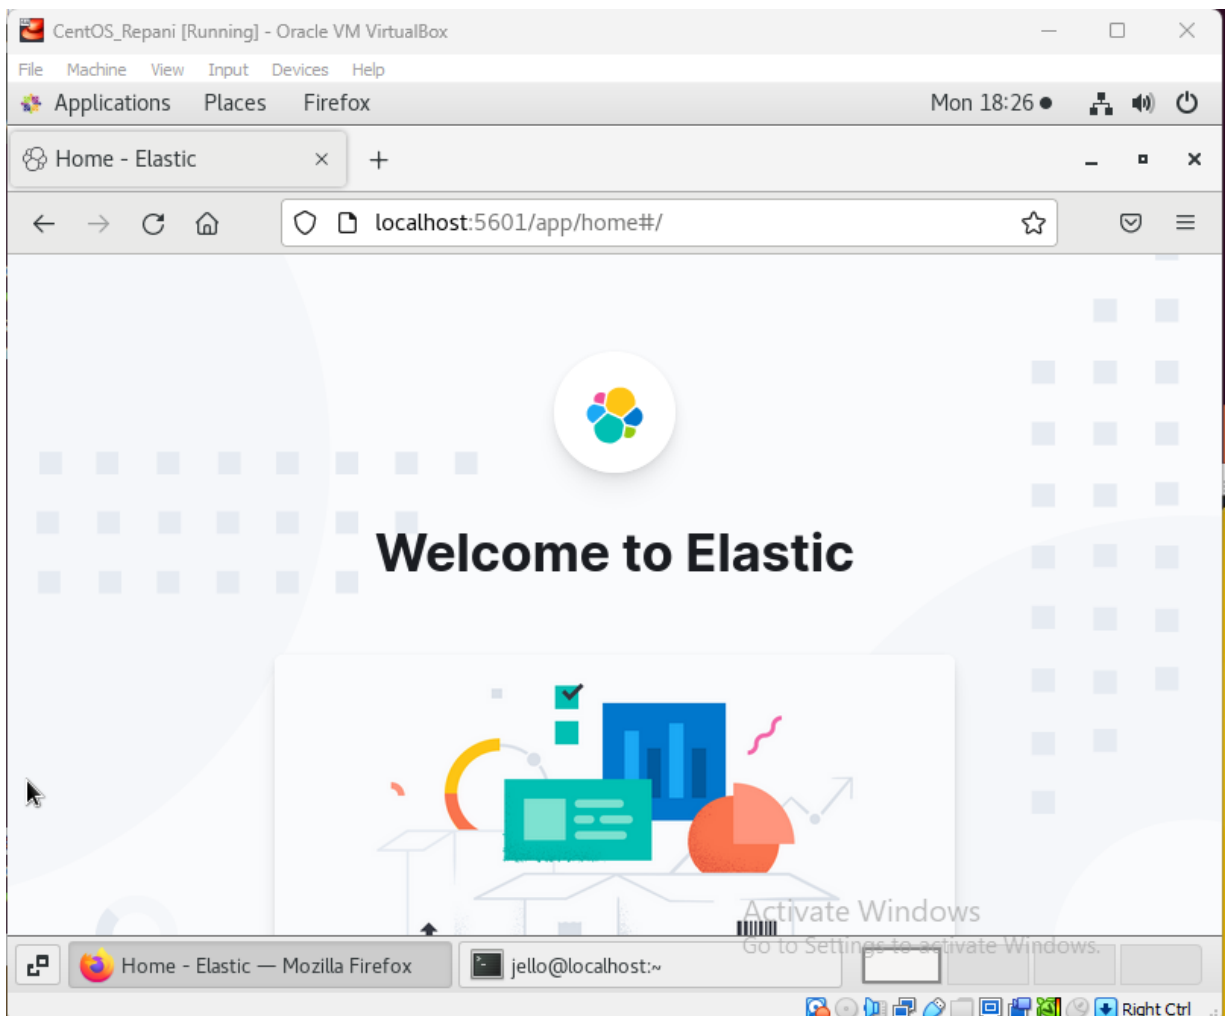 CentOS_Repani [Running] - Oracle VM VirtualBox
File Machine View Input Devices Help
Applications Places Firefox Mon 18:26
Home - Elastic
localhost:5601/app/home#/
Welcome to Elastic
Activate Windows
Go to Settings to activate Windows.
Home - Elastic — Mozilla Firefox jello@localhost:~
Right Ctrl